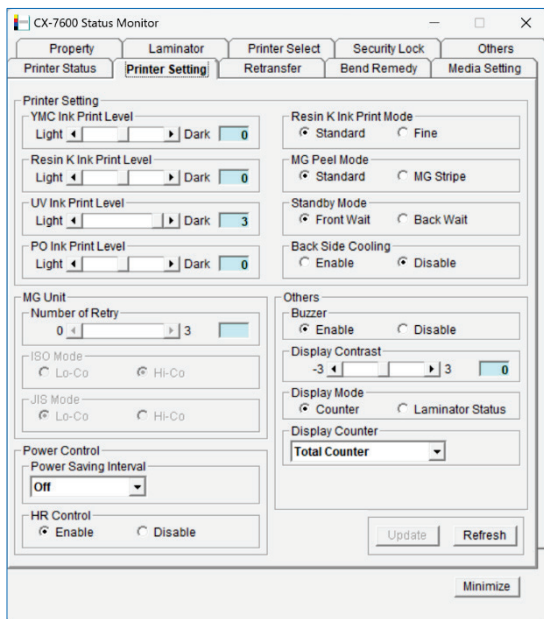 CX-7600 Status Monitor
Property Laminator Printer Select Security Lock Others
Printer Status Printer Setting Retransfer Bend Remedy Media Setting
Printer Setting
YMC Ink Print Level
Light Dark 0
Resin K Ink Print Level
Light Dark 0
UV Ink Print Level
Light Dark 3
PO Ink Print Level
Light Dark 0
Resin K Ink Print Mode
Standard Fine
MG Peel Mode
Standard MG Stripe
Standby Mode
Front Wait Back Wait
Back Side Cooling
Enable Disable
MG Unit
Number of Retry
0 3
ISO Mode
Lo-Co Hi-Co
JIS Mode
Lo-Co Hi-Co
Power Control
Power Saving Interval
Off
HR Control
Enable Disable
Others
Buzzer
Enable Disable
Display Contrast
-3 3 0
Display Mode
Counter Laminator Status
Display Counter
Total Counter
Update Refresh
Minimize